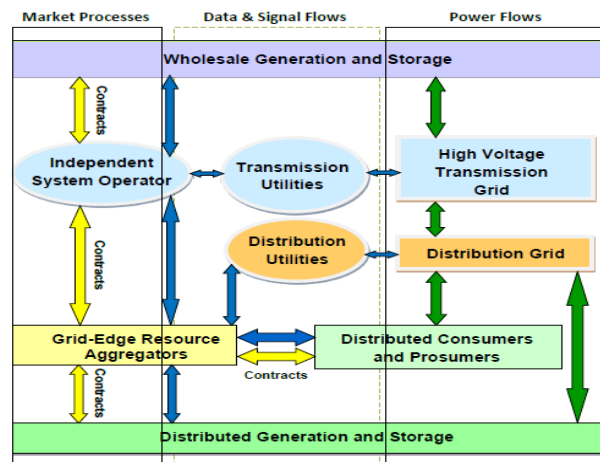 Market Processes
Data & Signal Flows
Power Flows
Wholesale Generation and Storage
Contracts
Independent
System Operator
Transmission
Utilities
High Voltage
Transmission
Grid
Contracts
Distribution
Utilities
Distribution Grid
Grid-Edge Resource
Aggregators
Contracts
Distributed Consumers
and Prosumers
Contracts
Distributed Generation and Storage